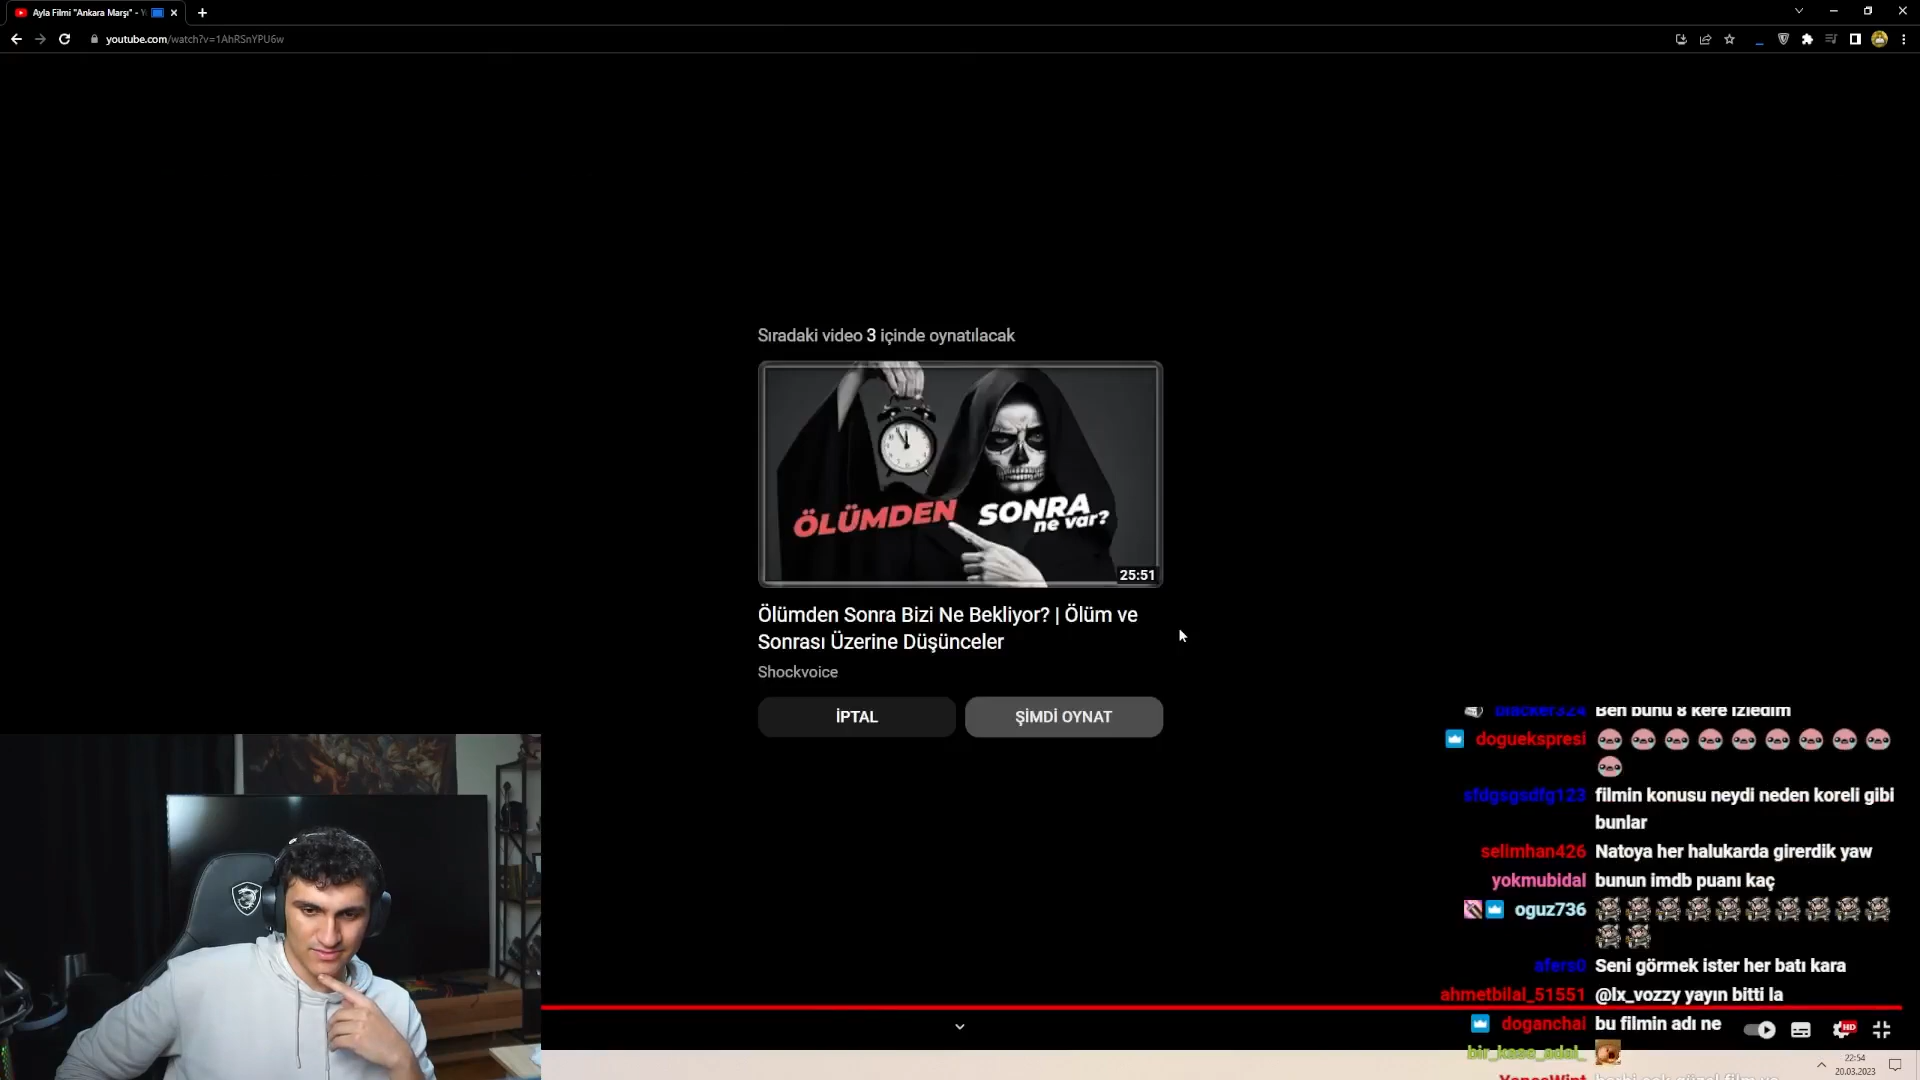 Ayla Filmi "Ankara Marşı" - Y
youtube.com/watch?v=1AhRSnYPU6w
Sıradaki video 3 içinde oynatılacak
ÖLÜMDEN SONRA
ne var?
25:51
Ölümden Sonra Bizi Ne Bekliyor? | Ölüm ve
Sonrası Üzerine Düşünceler
Shockvoice
İPTAL
ŞİMDİ OYNAT
blacker324 Ben bunu 8 kere izledim
doguekspresi
sfdgsgsdfg123 filmin konusu neydi neden koreli gibi
bunlar
selimhan426 Natoya her halukarda girerdik yaw
yokmubidal bunun imdb puanı kaç
oguz736
afers0 Seni görmek ister her batı kara
ahmetbilal_51551 @lx_vozzy yayın bitti la
doganchai bu filmin adı ne
HD
22:54
20.03.2023